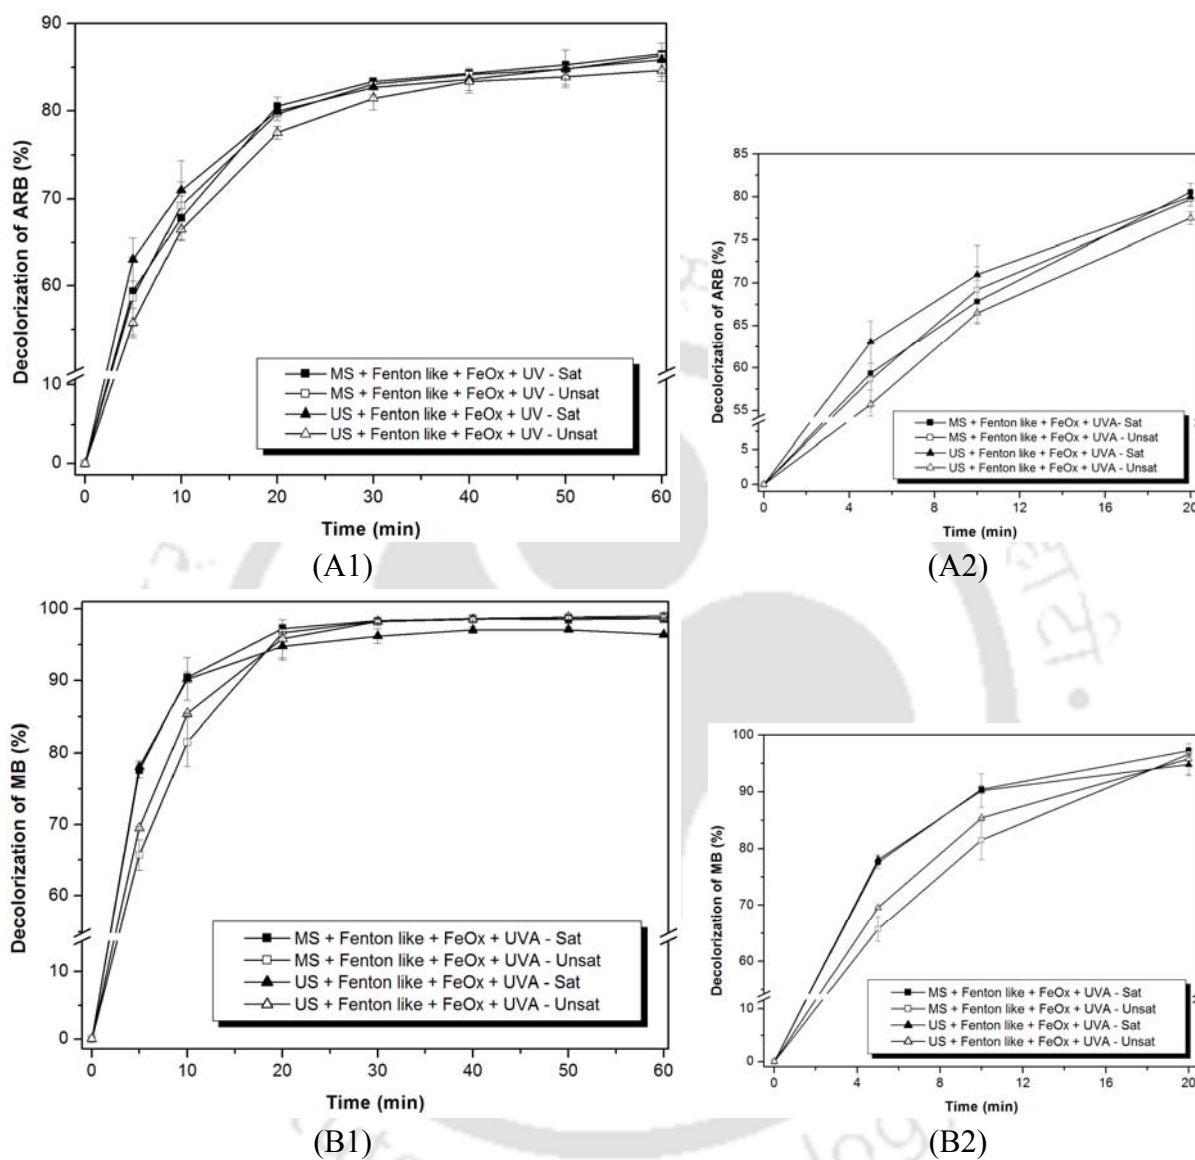 90
80
70
60
10
0
Decolorization of ARB (%)
MS + Fenton like + FeOx + UV - Sat
MS + Fenton like + FeOx + UV - Unsat
US + Fenton like + FeOx + UV - Sat
US + Fenton like + FeOx + UV - Unsat
0 10 20 30 40 50 60
Time (min)
(A1)
85
80
75
70
65
60
55
5
0
Decolorization of ARB (%)
MS + Fenton like + FeOx + UVA- Sat
MS + Fenton like + FeOx + UVA - Unsat
US + Fenton like + FeOx + UVA - Sat
US + Fenton like + FeOx + UVA - Unsat
0 4 8 12 16 20
Time (min)
(A2)
100
90
80
70
60
10
0
Decolorization of MB (%)
MS + Fenton like + FeOx + UVA - Sat
MS + Fenton like + FeOx + UVA - Unsat
US + Fenton like + FeOx + UVA - Sat
US + Fenton like + FeOx + UVA - Unsat
0 10 20 30 40 50 60
Time (min)
(B1)
100
90
80
70
60
10
0
Decolorization of MB (%)
MS + Fenton like + FeOx + UVA - Sat
MS + Fenton like + FeOx + UVA - Unsat
US + Fenton like + FeOx + UVA - Sat
US + Fenton like + FeOx + UVA - Unsat
0 4 8 12 16 20
Time (min)
(B2)